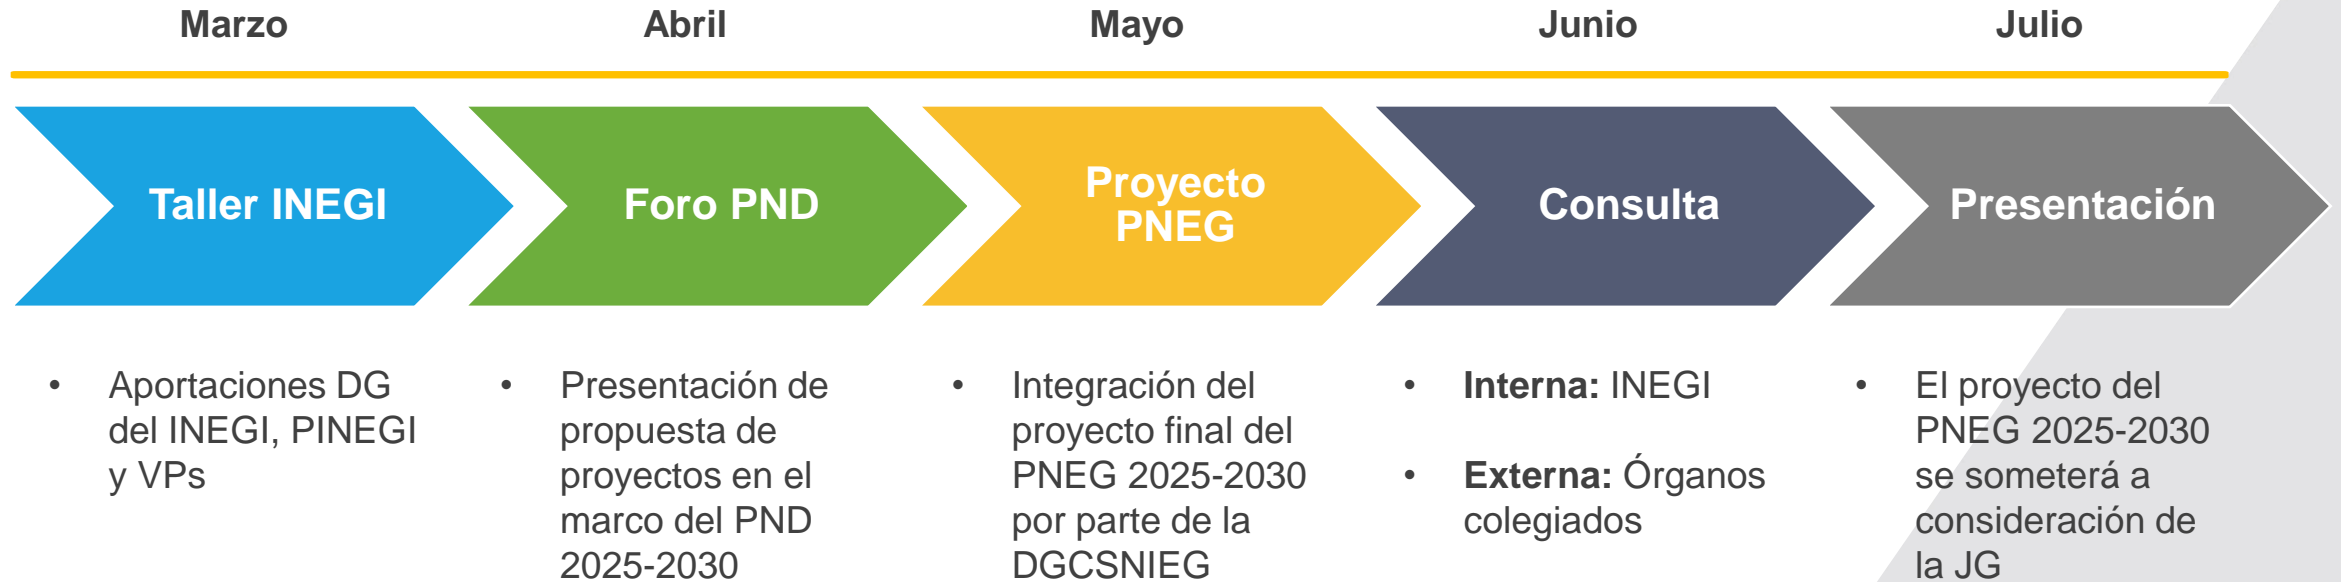 Marzo
Abril
Mayo
Junio
Julio
Taller INEGI
Foro PND
Proyecto
PNEG
Consulta
Presentación
• Aportaciones DG
del INEGI, PINEGI
y VPs
• Presentación de
propuesta de
proyectos en el
marco del PND
2025-2030
• Integración del
proyecto final del
PNEG 2025-2030
por parte de la
DGCSNIEG
• Interna: INEGI
• Externa: Órganos
colegiados
• El proyecto del
PNEG 2025-2030
se someterá a
consideración de
la JG